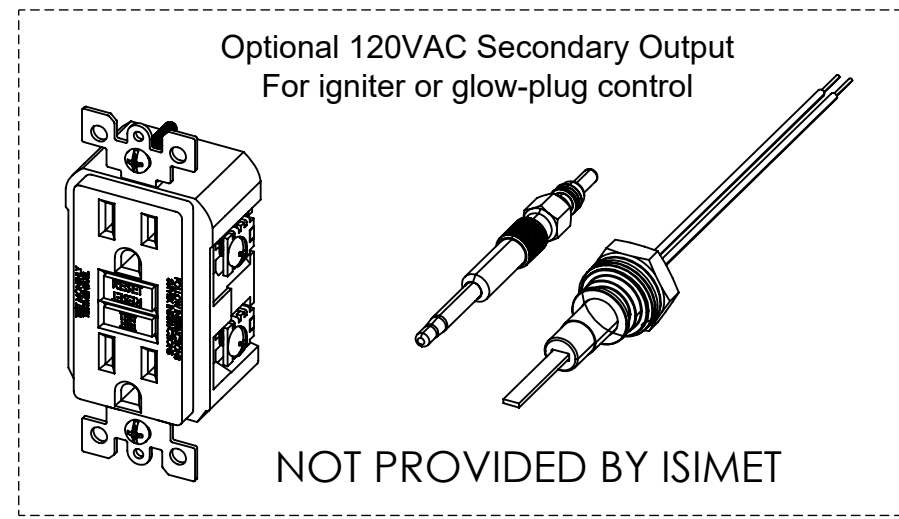 Optional 120VAC Secondary Output
For igniter or glow-plug control
NOT PROVIDED BY ISIMET